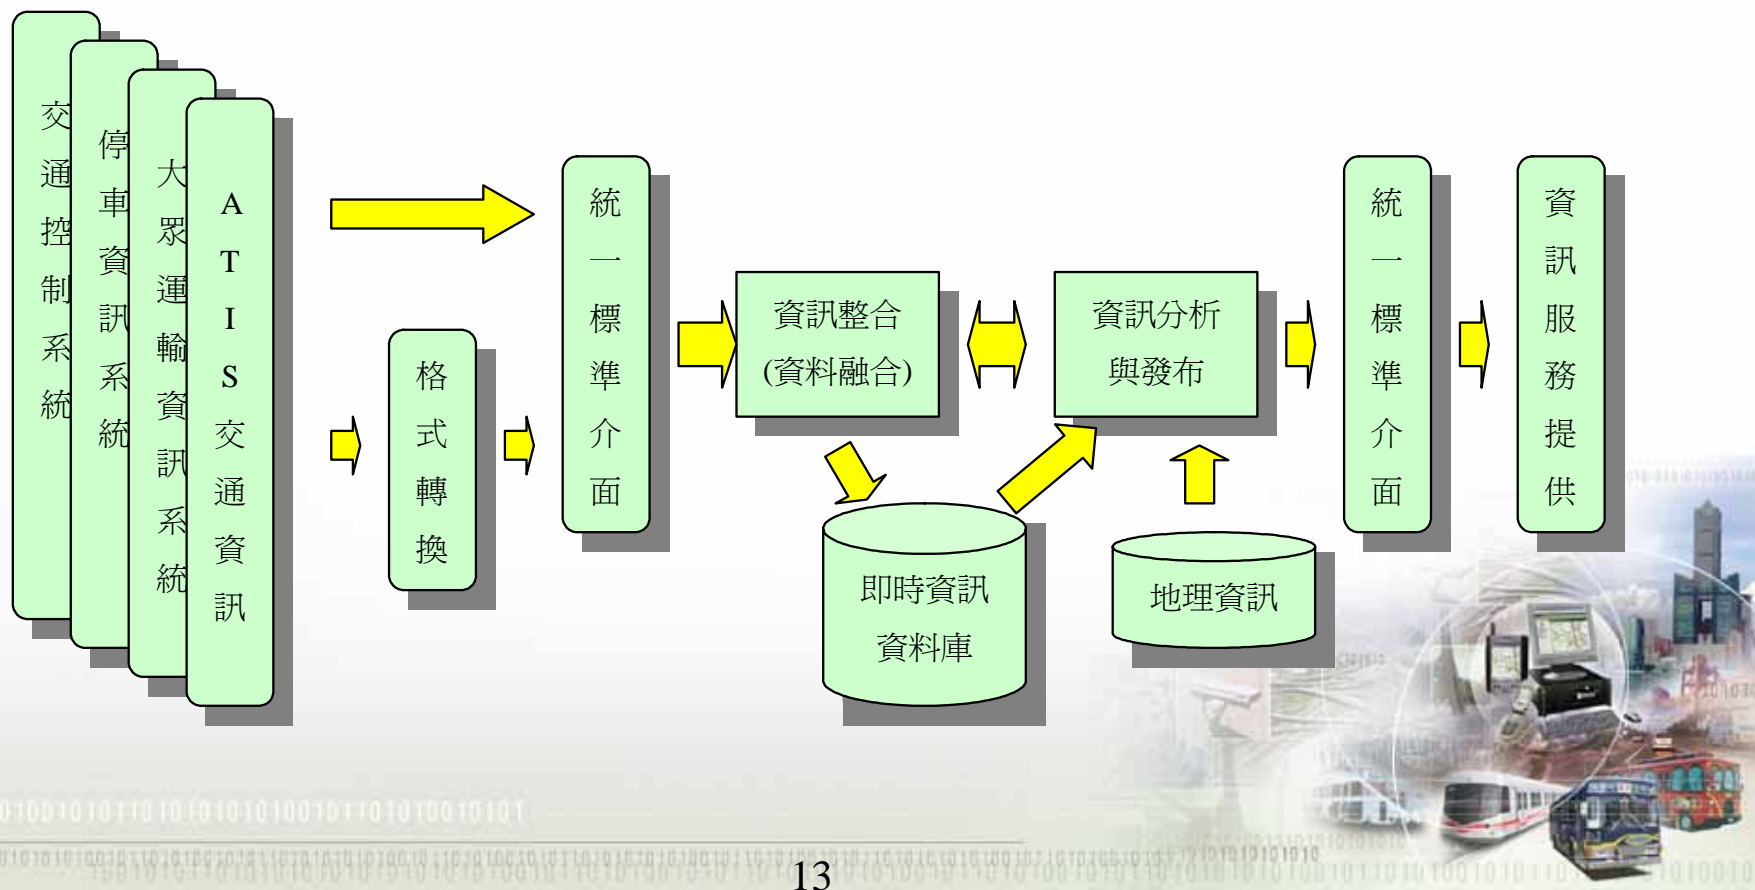 交通控制系統
停車資訊系統
大眾運輸資訊系統
ATIS交通資訊
格式轉換
統一標準介面
資訊整合
(資料融合)
即時資訊
資料庫
資訊分析
與發布
地理資訊
統一標準介面
資訊服務提供
13